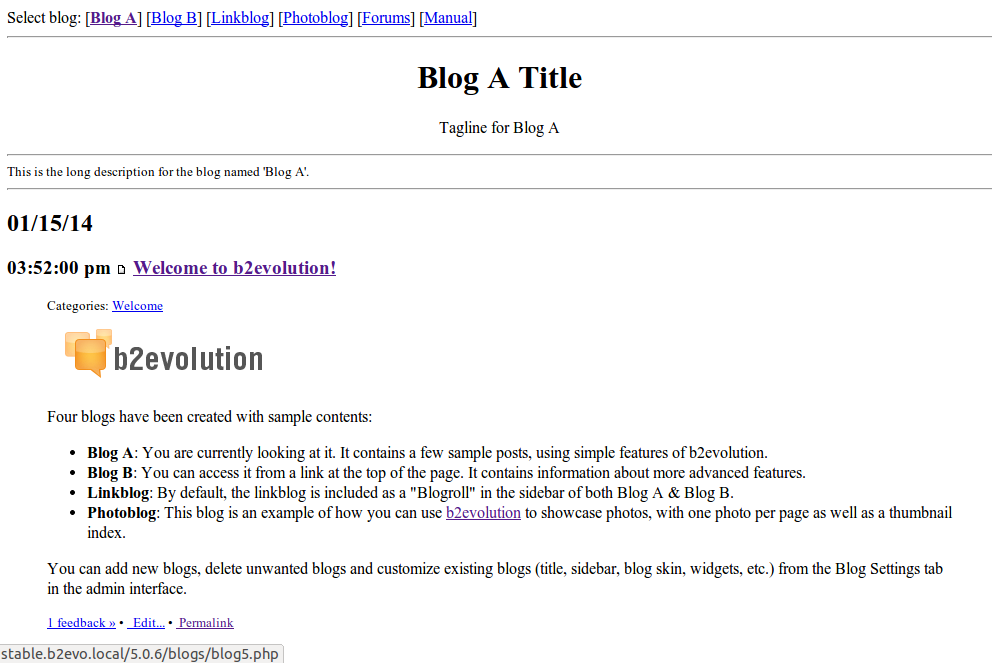 Select blog: [Blog A] [Blog B] [Linkblog] [Photoblog] [Forums] [Manual]
Blog A Title
Tagline for Blog A
This is the long description for the blog named 'Blog A'.
01/15/14
03:52:00 pm Welcome to b2evolution!
Categories: Welcome
b2evolution
Four blogs have been created with sample contents:
• Blog A: You are currently looking at it. It contains a few sample posts, using simple features of b2evolution.
• Blog B: You can access it from a link at the top of the page. It contains information about more advanced features.
• Linkblog: By default, the linkblog is included as a "Blogroll" in the sidebar of both Blog A & Blog B.
• Photoblog: This blog is an example of how you can use b2evolution to showcase photos, with one photo per page as well as a thumbnail
index.
You can add new blogs, delete unwanted blogs and customize existing blogs (title, sidebar, blog skin, widgets, etc.) from the Blog Settings tab
in the admin interface.
1 feedback » • Edit... • Permalink
stable.b2evo.local/5.0.6/blogs/blog5.php